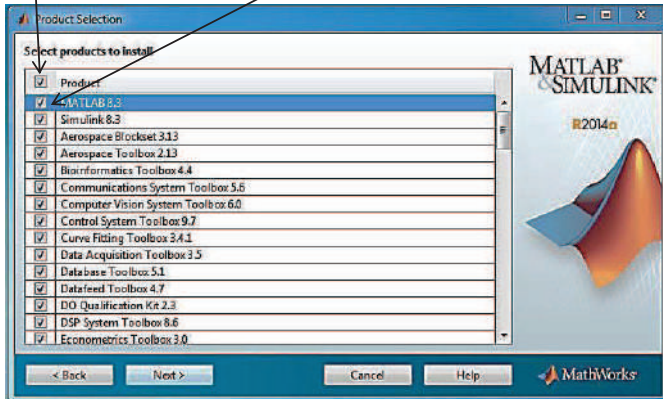 Product Selection
Select products to install
Product
MATLAB 8.3
Simulink 8.3
Aerospace Blockset 3.13
Aerospace Toolbox 2.13
Bioinformatics Toolbox 4.4
Communications System Toolbox 5.6
Computer Vision System Toolbox 6.0
Control System Toolbox 9.7
Curve Fitting Toolbox 3.4.1
Data Acquisition Toolbox 3.5
Database Toolbox 5.1
Datafeed Toolbox 4.7
DO Qualification Kit 2.3
DSP System Toolbox 8.6
Econometrics Toolbox 3.0
MATLAB®
&SIMULINK®
R2014a
< Back
Next >
Cancel
Help
MathWorks®